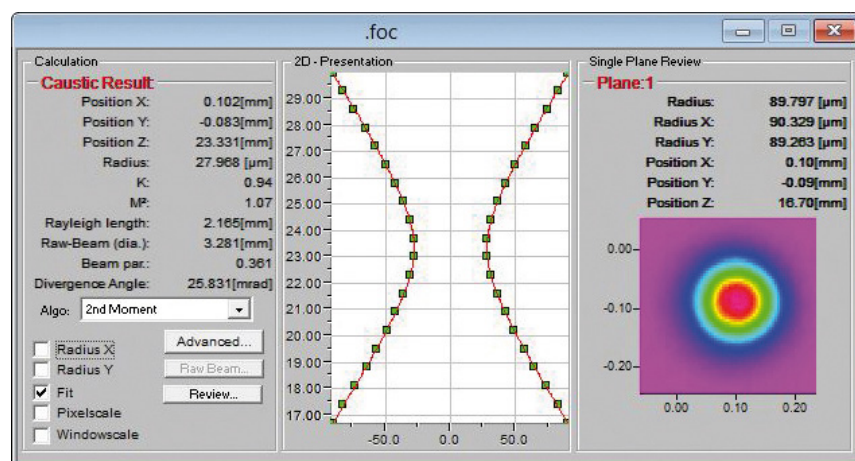 .foc
Calculation
Caustic Result:
Position X: 0.102[mm]
Position Y: -0.083[mm]
Position Z: 23.331[mm]
Radius: 27.968 [µm]
K: 0.94
M²: 1.07
Rayleigh length: 2.165[mm]
Raw-Beam (dia.): 3.281[mm]
Beam par.: 0.361
Divergence Angle: 25.831[mrad]
Algo: 2nd Moment
Radius X
Radius Y
Fit
Pixelscale
Windowscale
Advanced...
Raw Beam...
Review...
2D - Presentation
29.00
28.00
27.00
26.00
25.00
24.00
23.00
22.00
21.00
20.00
19.00
18.00
17.00
-50.0 0.0 50.0
Single Plane Review
Plane:1
Radius: 89.797 [µm]
Radius X: 90.329 [µm]
Radius Y: 89.263 [µm]
Position X: 0.10[mm]
Position Y: -0.09[mm]
Position Z: 16.70[mm]
0.00
-0.10
-0.20
0.00 0.10 0.20